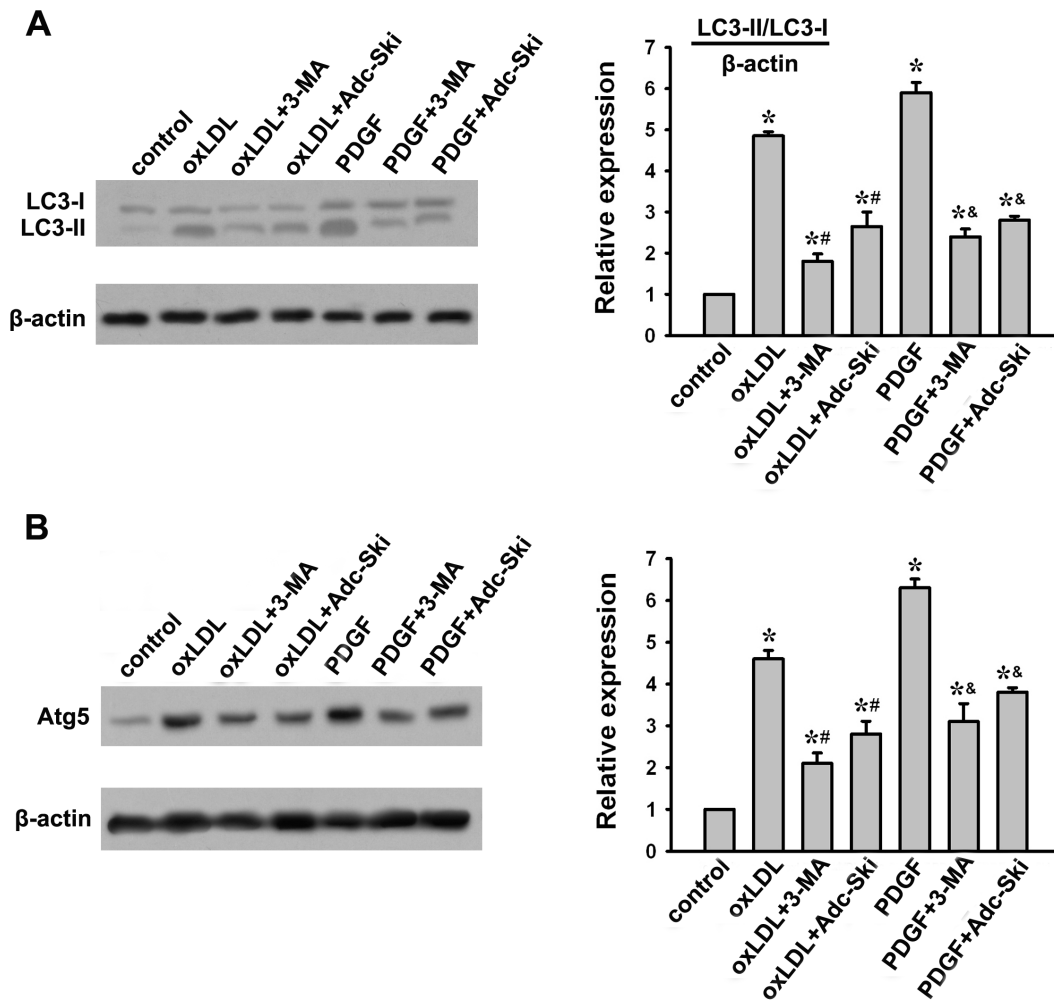 A
control
oxLDL
oxLDL+3-MA
oxLDL+Adc-Ski
PDGF
PDGF+3-MA
PDGF+Adc-Ski
LC3-I
LC3-II
β-actin
LC3-II/LC3-I
β-actin
Relative expression
7
6
5
4
3
2
1
0
*
*
*#
*#
*
*&
*&
control
oxLDL
oxLDL+3-MA
oxLDL+Adc-Ski
PDGF
PDGF+3-MA
PDGF+Adc-Ski
B
control
oxLDL
oxLDL+3-MA
oxLDL+Adc-Ski
PDGF
PDGF+3-MA
PDGF+Adc-Ski
Atg5
β-actin
Relative expression
7
6
5
4
3
2
1
0
*
*#
*#
*
*&
*&
control
oxLDL
oxLDL+3-MA
oxLDL+Adc-Ski
PDGF
PDGF+3-MA
PDGF+Adc-Ski